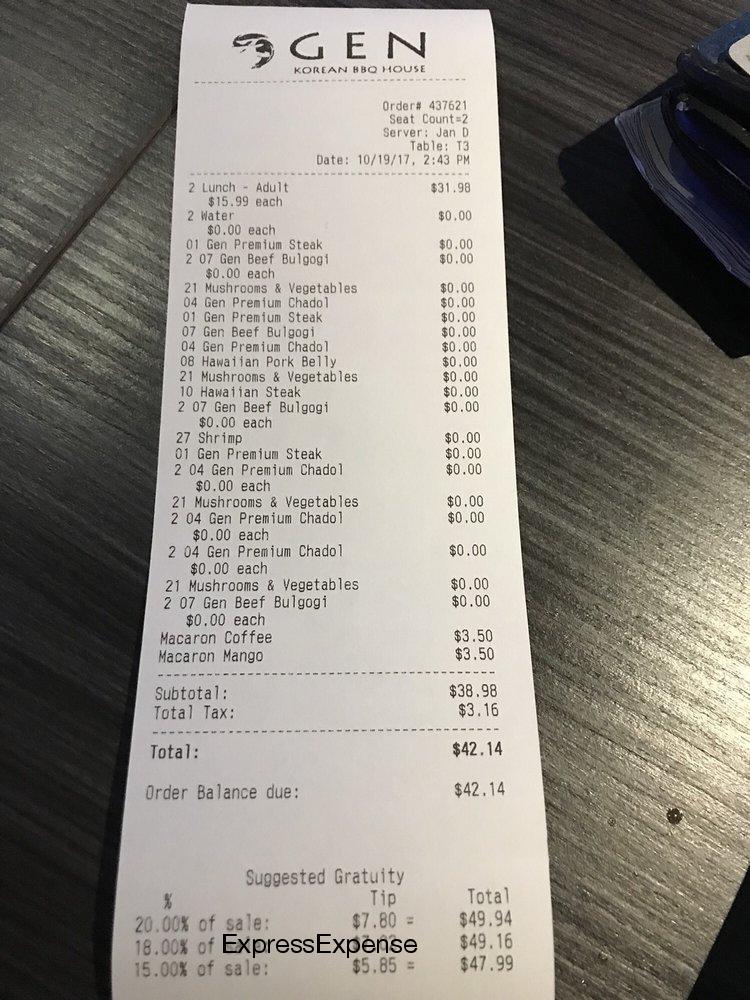 GEN
KOREAN BBQ HOUSE
Order# 437621
Seat Count=2
Server: Jan D
Table: T3
Date: 10/19/17, 2:43 PM
2 Lunch - Adult $31.98
$15.99 each
2 Water $0.00
$0.00 each
01 Gen Premium Steak $0.00
2 07 Gen Beef Bulgogi $0.00
$0.00 each
21 Mushrooms & Vegetables $0.00
04 Gen Premium Chadol $0.00
01 Gen Premium Steak $0.00
07 Gen Beef Bulgogi $0.00
04 Gen Premium Chadol $0.00
08 Hawaiian Pork Belly $0.00
21 Mushrooms & Vegetables $0.00
10 Hawaiian Steak $0.00
2 07 Gen Beef Bulgogi $0.00
$0.00 each
27 Shrimp $0.00
01 Gen Premium Steak $0.00
2 04 Gen Premium Chadol $0.00
$0.00 each
21 Mushrooms & Vegetables $0.00
2 04 Gen Premium Chadol $0.00
$0.00 each
2 04 Gen Premium Chadol $0.00
$0.00 each
21 Mushrooms & Vegetables $0.00
2 07 Gen Beef Bulgogi $0.00
$0.00 each
Macaron Coffee $3.50
Macaron Mango $3.50
Subtotal: $38.98
Total Tax: $3.16
Total: $42.14
Order Balance due: $42.14
Suggested Gratuity
% Tip Total
20.00% of sale: $7.80 = $49.94
18.00% of $49.16
ExpressExpense
15.00% of sale: $5.85 = $47.99